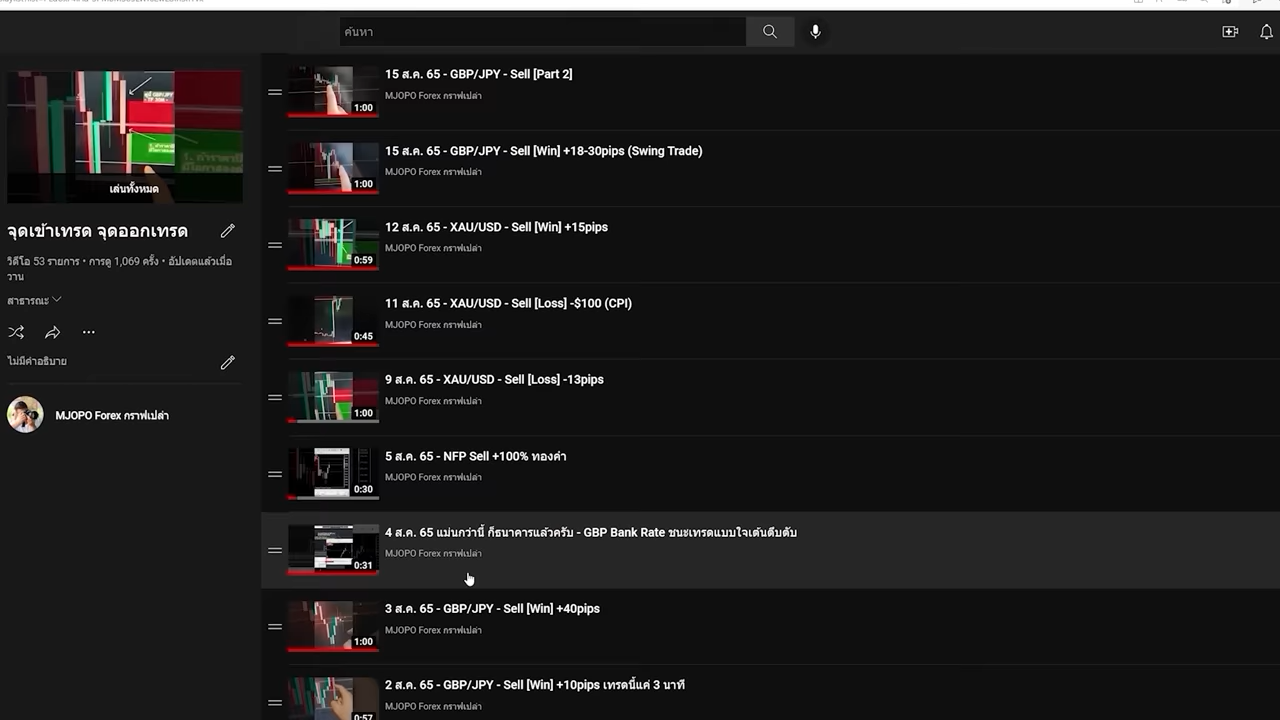 ค้นหา
เล่นทั้งหมด
จุดเข้าเทรด จุดออกเทรด
วิดีโอ 53 รายการ • การดู 1,069 ครั้ง • อัปเดตแล้วเมื่อ
วาน
สาธารณะ
ไม่มีคำอธิบาย
MJOPO Forex กราฟเปล่า
15 ส.ค. 65 - GBP/JPY - Sell [Part 2]
MJOPO Forex กราฟเปล่า
1:00
15 ส.ค. 65 - GBP/JPY - Sell [Win] +18-30pips (Swing Trade)
MJOPO Forex กราฟเปล่า
1:00
12 ส.ค. 65 - XAU/USD - Sell [Win] +15pips
MJOPO Forex กราฟเปล่า
0:59
11 ส.ค. 65 - XAU/USD - Sell [Loss] -$100 (CPI)
MJOPO Forex กราฟเปล่า
0:45
9 ส.ค. 65 - XAU/USD - Sell [Loss] -13pips
MJOPO Forex กราฟเปล่า
1:00
5 ส.ค. 65 - NFP Sell +100% ทองคำ
MJOPO Forex กราฟเปล่า
0:30
4 ส.ค. 65 แม่นกว่านี้ ก็ธนาคารแล้วครับ - GBP Bank Rate ชนะเทรดแบบใจเต้นตึบตับ
MJOPO Forex กราฟเปล่า
0:31
3 ส.ค. 65 - GBP/JPY - Sell [Win] +40pips
MJOPO Forex กราฟเปล่า
1:00
2 ส.ค. 65 - GBP/JPY - Sell [Win] +10pips เทรดนี้แค่ 3 นาที
MJOPO Forex กราฟเปล่า
0:57